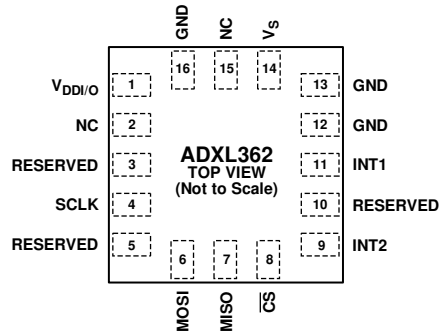 GND NC VS
16 15 14
VDDI/O 1 13 GND
NC 2 12 GND
RESERVED 3 ADXL362 11 INT1
TOP VIEW
(Not to Scale)
SCLK 4 10 RESERVED
RESERVED 5 9 INT2
6 7 8
MOSI MISO CS